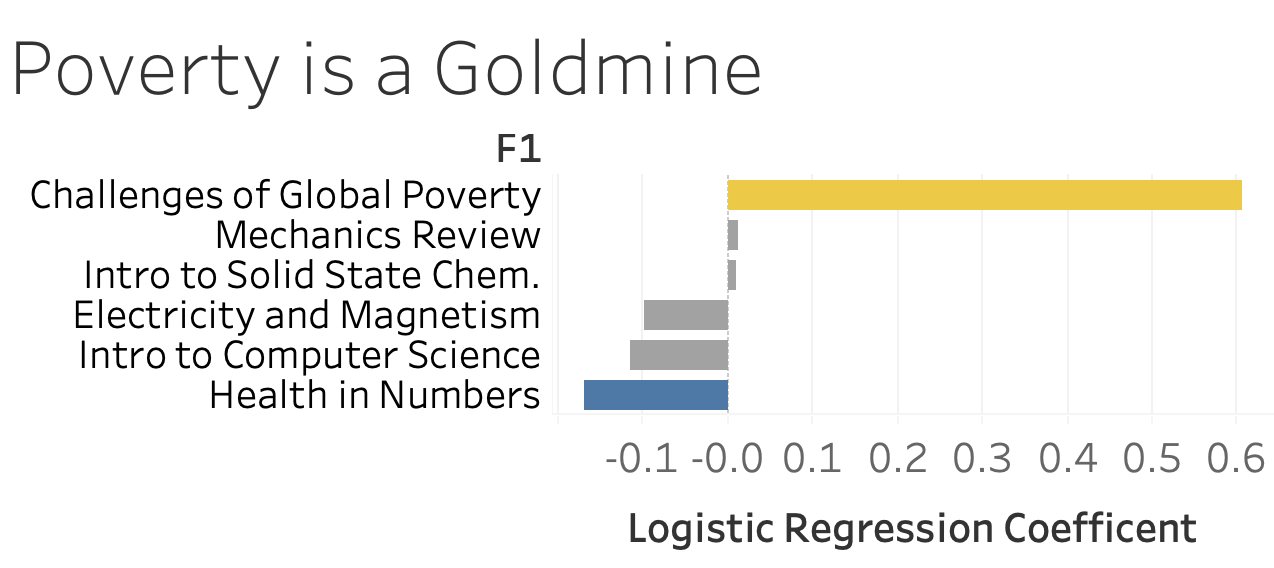 Poverty is a Goldmine
F1
Challenges of Global Poverty
Mechanics Review
Intro to Solid State Chem.
Electricity and Magnetism
Intro to Computer Science
Health in Numbers
-0.1 -0.0 0.1 0.2 0.3 0.4 0.5 0.6
Logistic Regression Coefficent